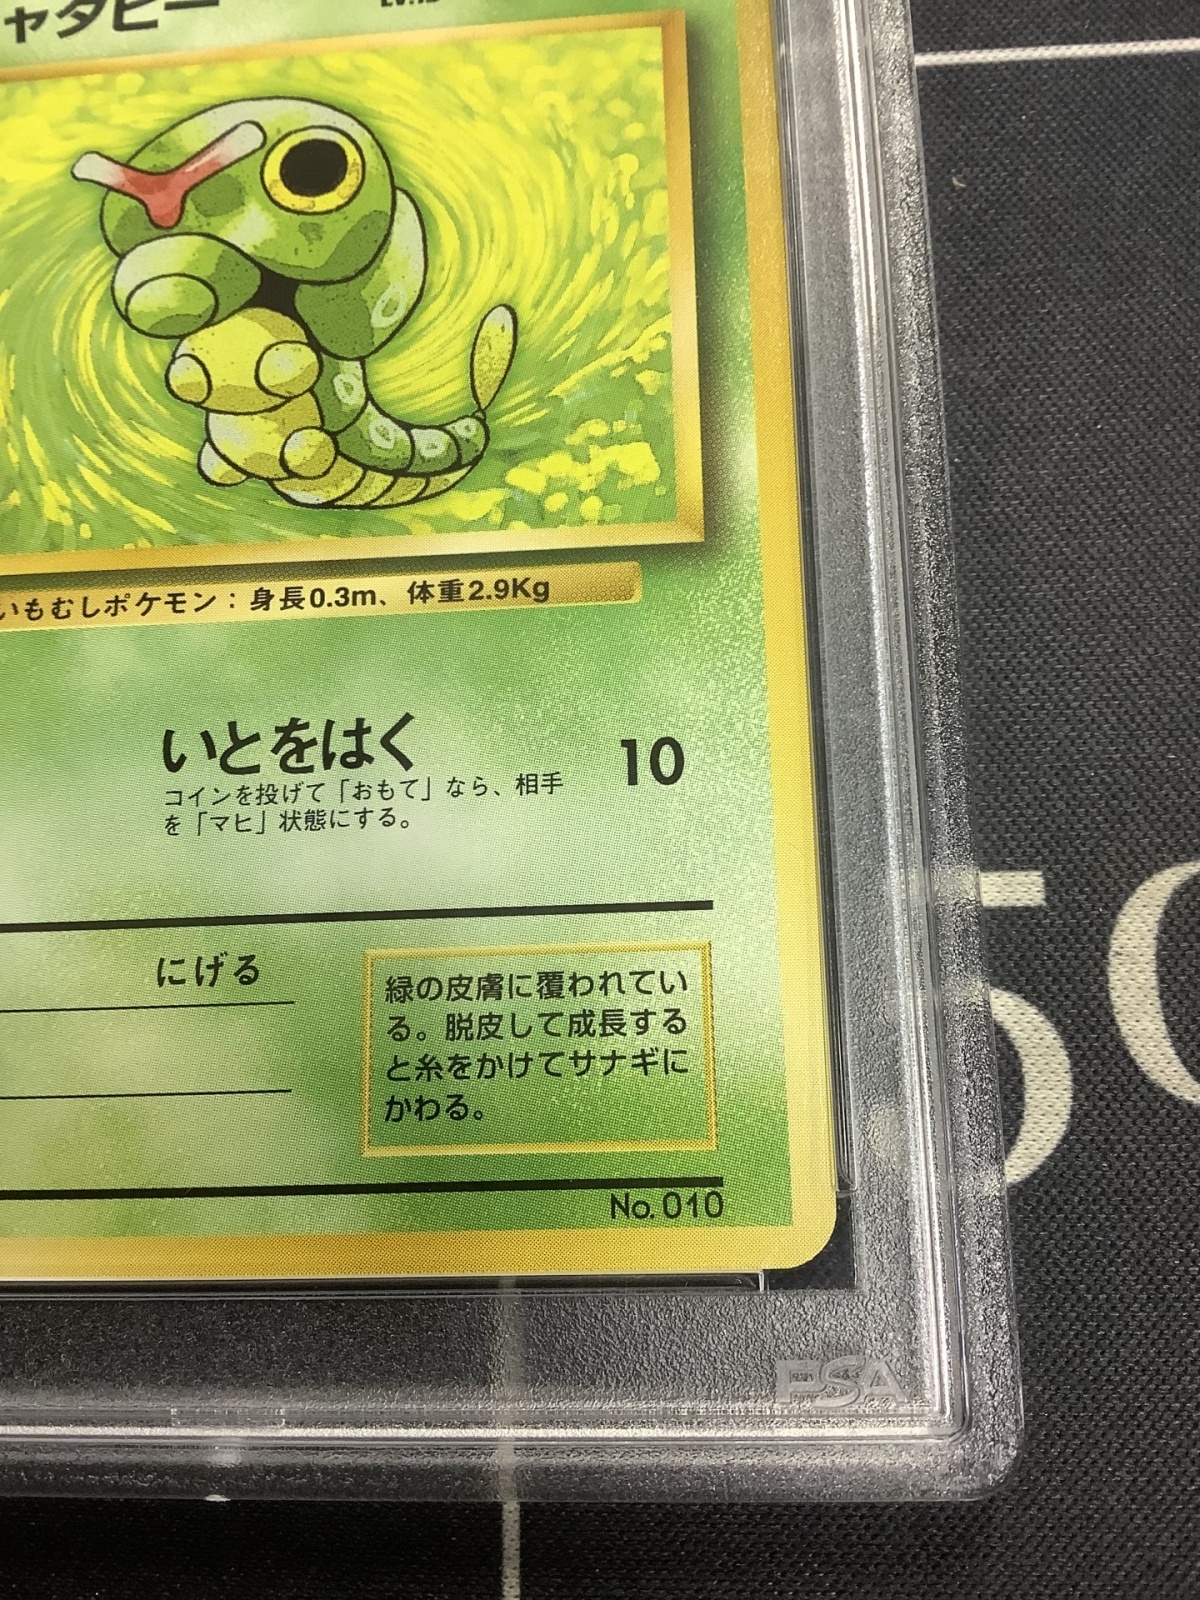 ャタピー LV.13
いもむしポケモン：身長0.3m、体重2.9Kg
いとをはく 10
コインを投げて「おもて」なら、相手
を「マヒ」状態にする。
にげる
緑の皮膚に覆われてい
る。脱皮して成長する
と糸をかけてサナギに
かわる。
No. 010
PSA